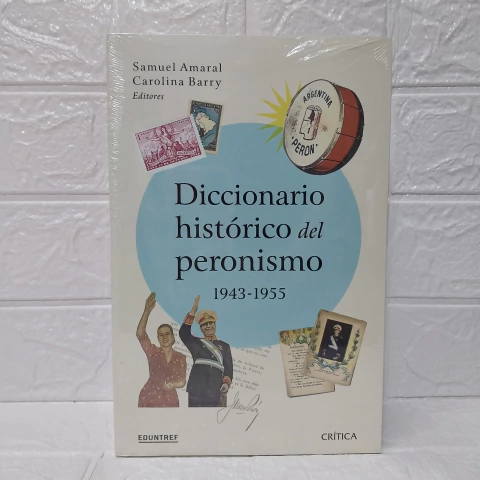 Samuel Amaral
Carolina Barry
Editores
ARGENTINA
"PERON"
Diccionario
histórico del
peronismo
1943-1955
EDUNTREF
CRÍTICA